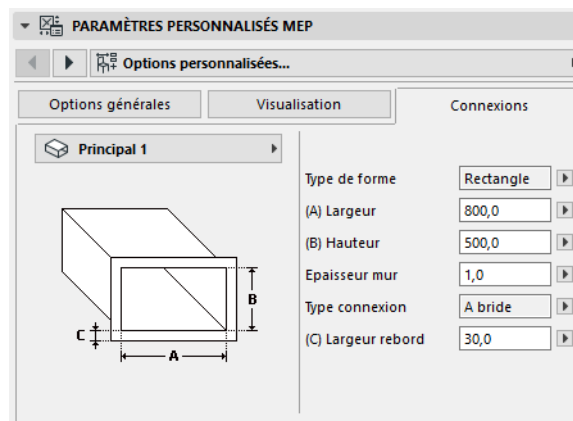 PARAMÈTRES PERSONNALISÉS MEP
Options personnalisées...
Options générales
Visualisation
Connexions
Principal 1
Type de forme Rectangle
(A) Largeur 800,0
(B) Hauteur 500,0
Epaisseur mur 1,0
Type connexion A bride
(C) Largeur rebord 30,0
B
C
A